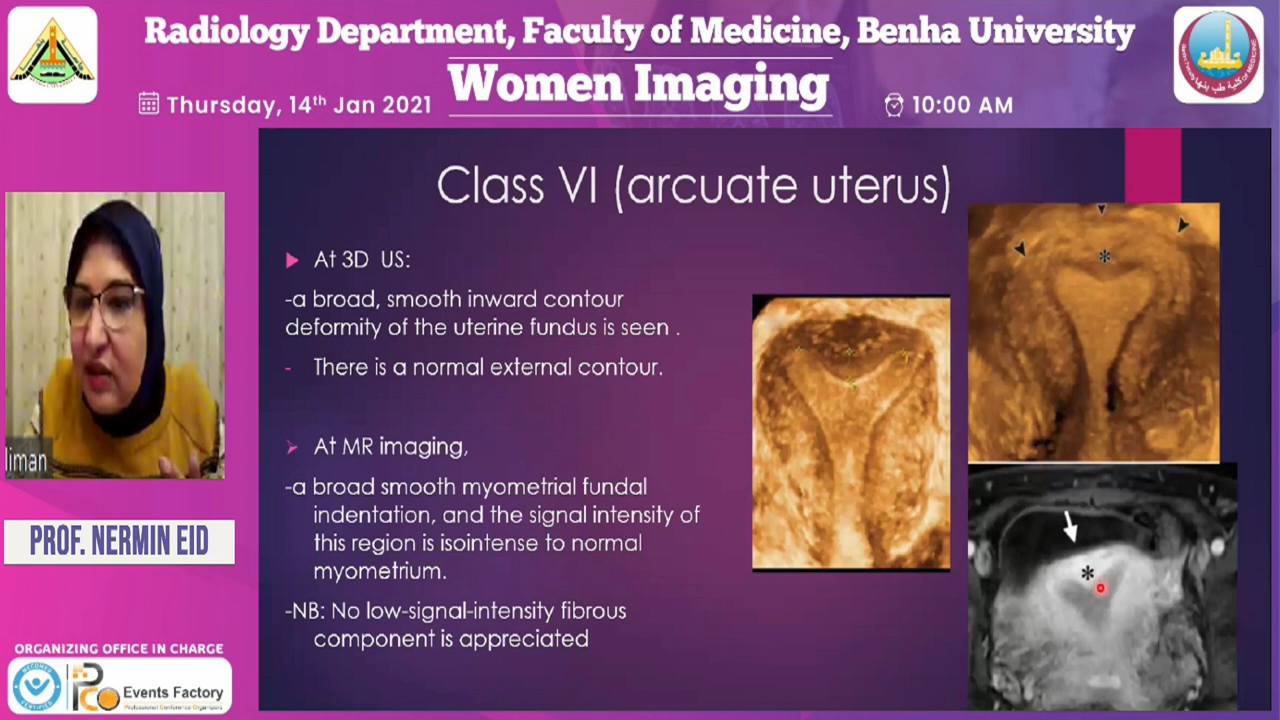 Radiology Department, Faculty of Medicine, Benha University
Women Imaging
Thursday, 14th Jan 2021
10:00 AM
Class VI (arcuate uterus)
At 3D US:
-a broad, smooth inward contour
deformity of the uterine fundus is seen .
- There is a normal external contour.
At MR imaging,
-a broad smooth myometrial fundal
indentation, and the signal intensity of
this region is isointense to normal
myometrium.
-NB: No low-signal-intensity fibrous
component is appreciated
*
*
liman
PROF. NERMIN EID
ORGANIZING OFFICE IN CHARGE
PCO
Events Factory
Professional Conference Organizers